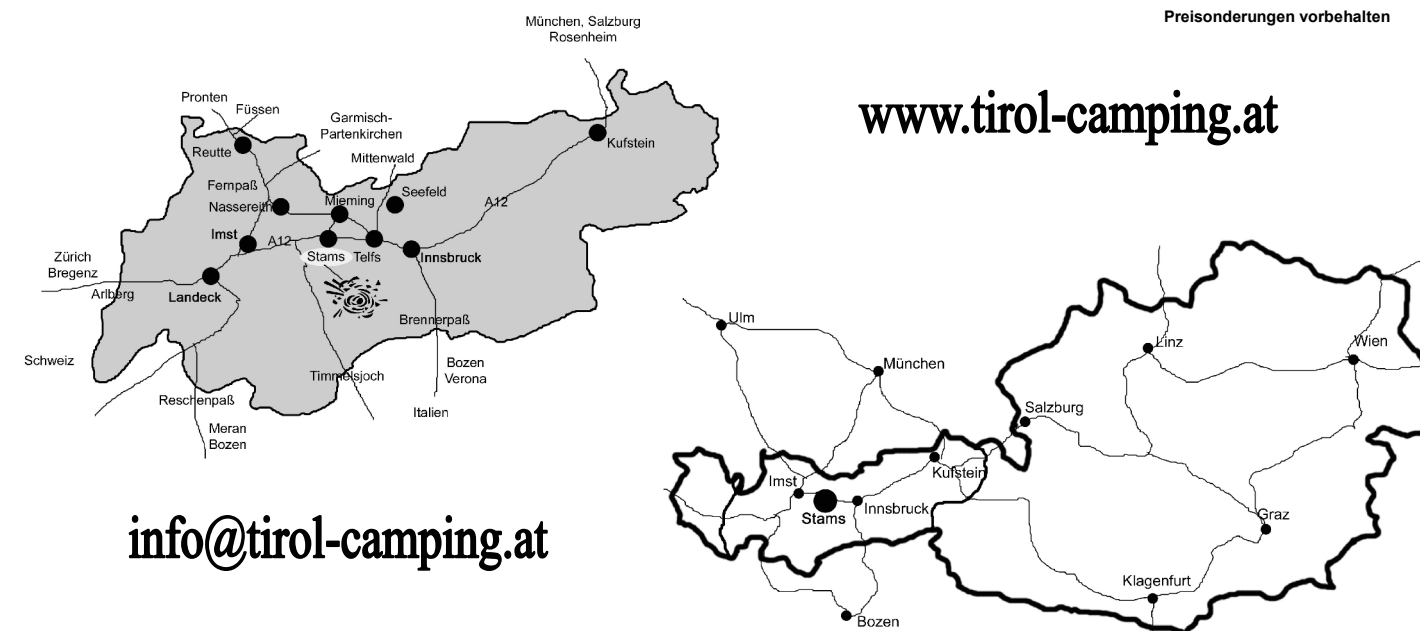 Preisonderungen vorbehalten
München, Salzburg
Rosenheim
www.tirol-camping.at
Pronten
Füssen
Garmisch-
Partenkirchen
Reutte
Kufstein
Mittenwald
Fernpaß
Seefeld
Nassereith
Mieming
A12
Imst
A12
Stams
Telfs
Innsbruck
Zürich
Bregenz
Arlberg
Landeck
Brennerpaß
Schweiz
Timmelsjoch
Bozen
Verona
Reschenpaß
Italien
Meran
Bozen
Ulm
Linz
Wien
München
Salzburg
Kufstein
Imst
Stams
Innsbruck
Graz
Klagenfurt
Bozen
info@tirol-camping.at